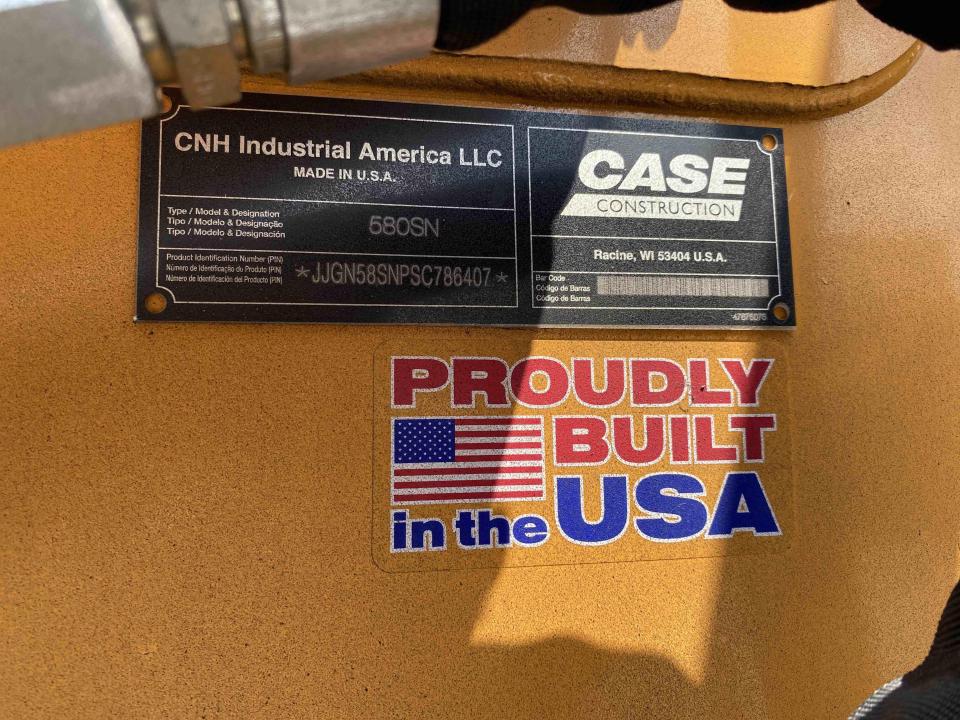 CNH Industrial America LLC
MADE IN U.S.A.
Type / Model & Designation
Tipo / Modelo & Designação
Tipo / Modelo & Designación
580SN
Product Identification Number (PIN)
Número de Identificação do Produto (PIN)
Número de Identificación del Producto (PIN)
*JJGN58SNPSC786407*
CASE
CONSTRUCTION
Racine, WI 53404 U.S.A.
Bar Code
Código de Barras
Código de Barras
47875075
PROUDLY
BUILT
in the USA